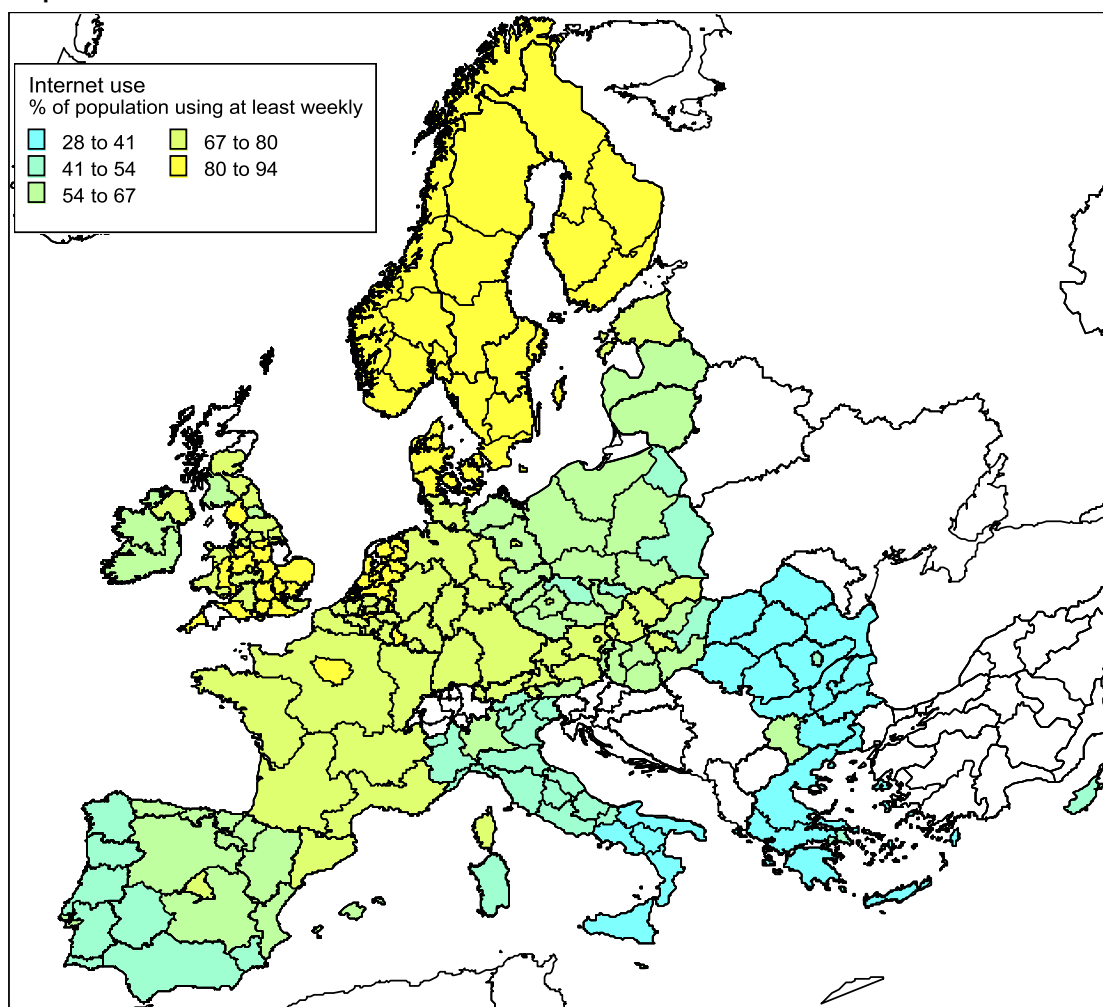 Internet use
% of population using at least weekly
28 to 41
67 to 80
41 to 54
80 to 94
54 to 67